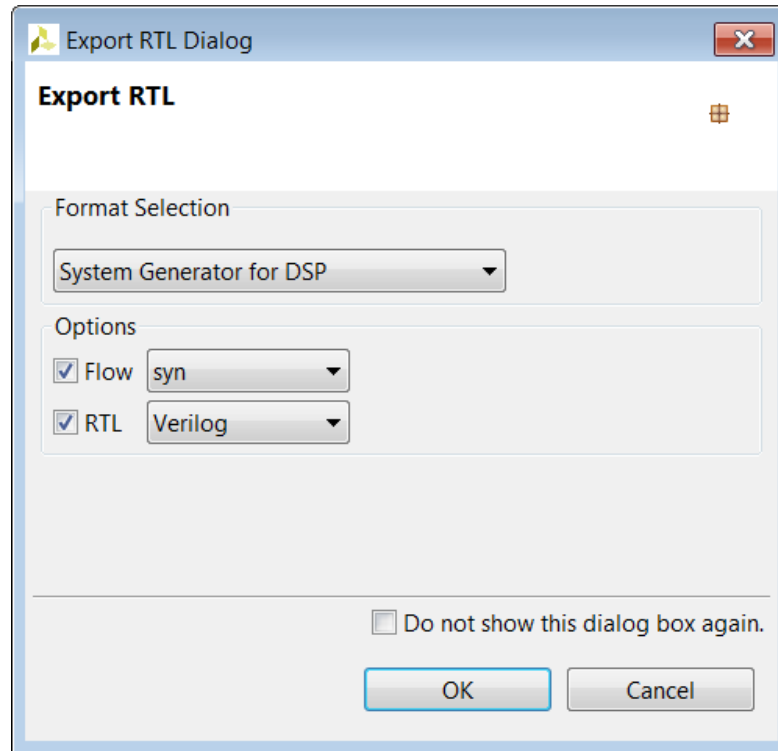 Export RTL Dialog
Export RTL
Format Selection
System Generator for DSP
Options
Flow syn
RTL Verilog
Do not show this dialog box again.
OK Cancel